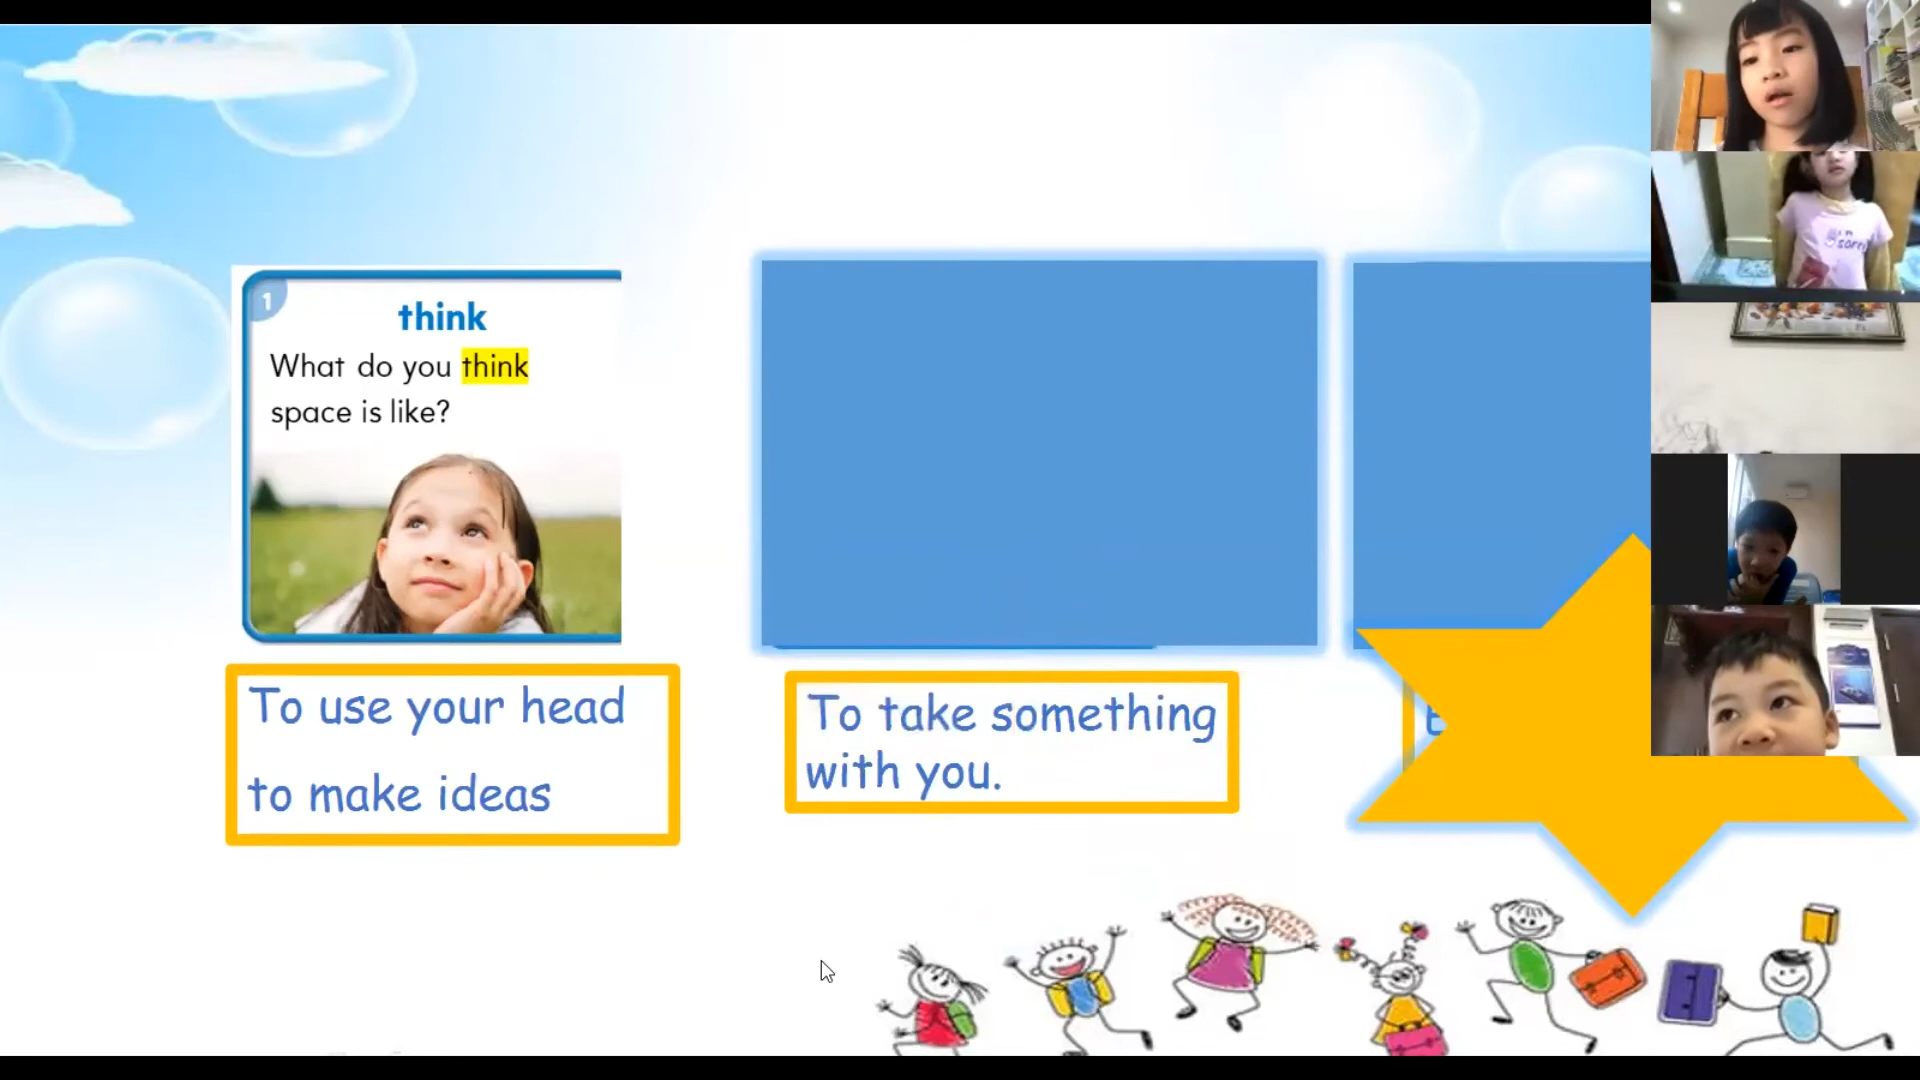 1
think
What do you think
space is like?
To use your head
to make ideas
To take something
with you.